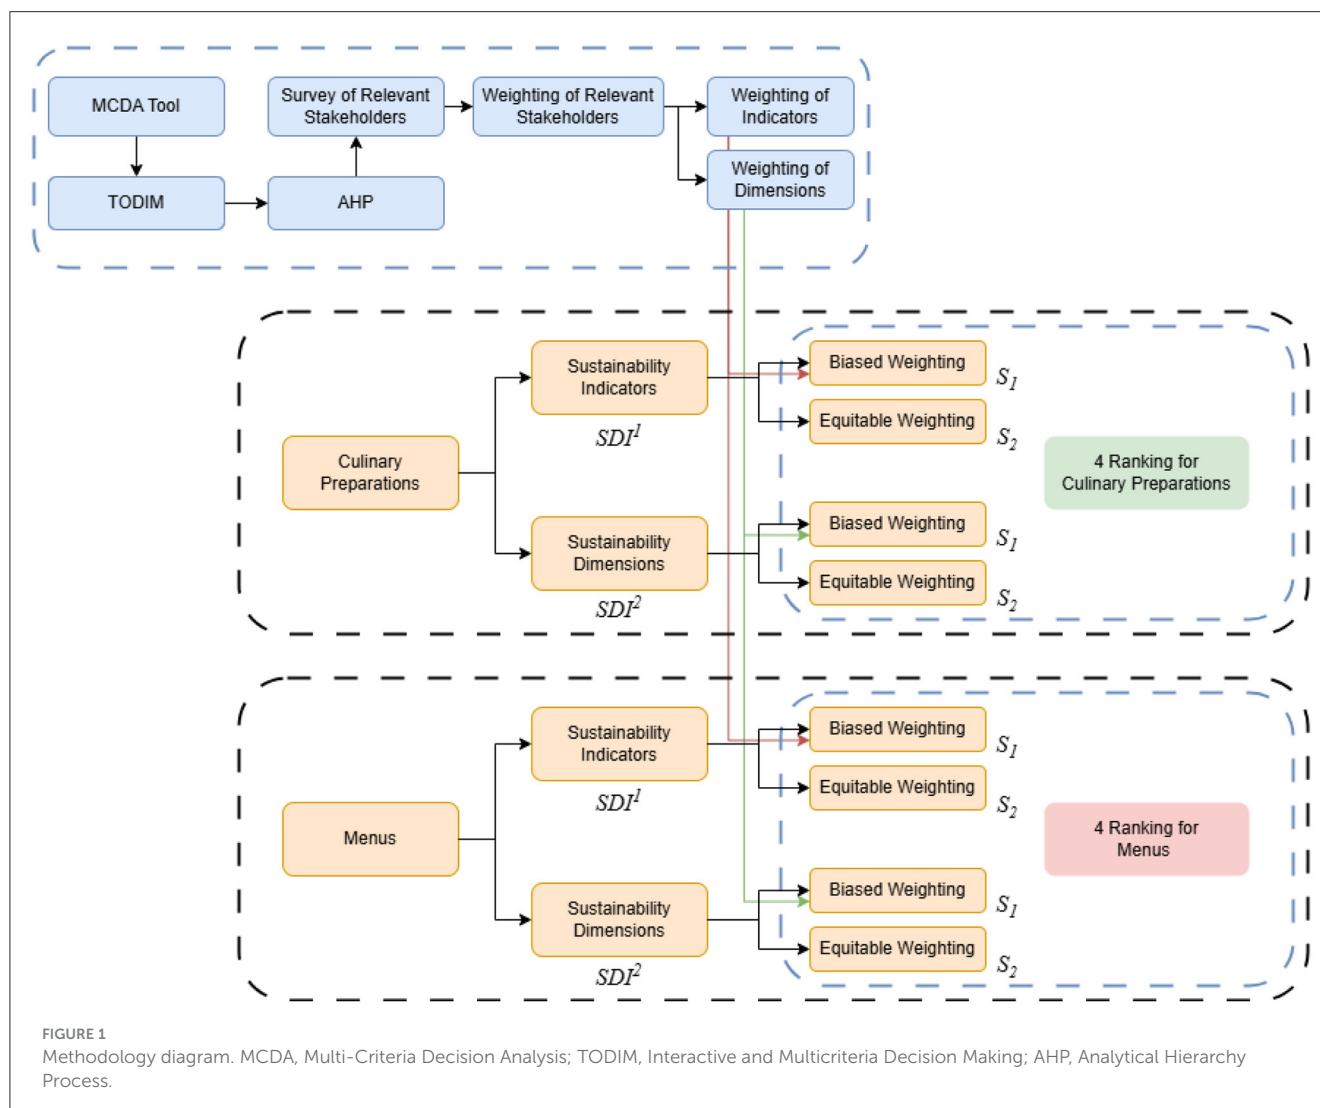 MCDA Tool
Survey of Relevant
Stakeholders
Weighting of Relevant
Stakeholders
Weighting of
Indicators
TODIM
AHP
Weighting of
Dimensions
Culinary
Preparations
Sustainability
Indicators
SDI¹
Sustainability
Dimensions
SDI²
Biased Weighting
S₁
Equitable Weighting
S₂
Biased Weighting
S₁
Equitable Weighting
S₂
4 Ranking for
Culinary Preparations
Menus
Sustainability
Indicators
SDI¹
Sustainability
Dimensions
SDI²
Biased Weighting
S₁
Equitable Weighting
S₂
Biased Weighting
S₁
Equitable Weighting
S₂
4 Ranking for
Menus
FIGURE 1
Methodology diagram. MCDA, Multi-Criteria Decision Analysis; TODIM, Interactive and Multicriteria Decision Making; AHP, Analytical Hierarchy
Process.